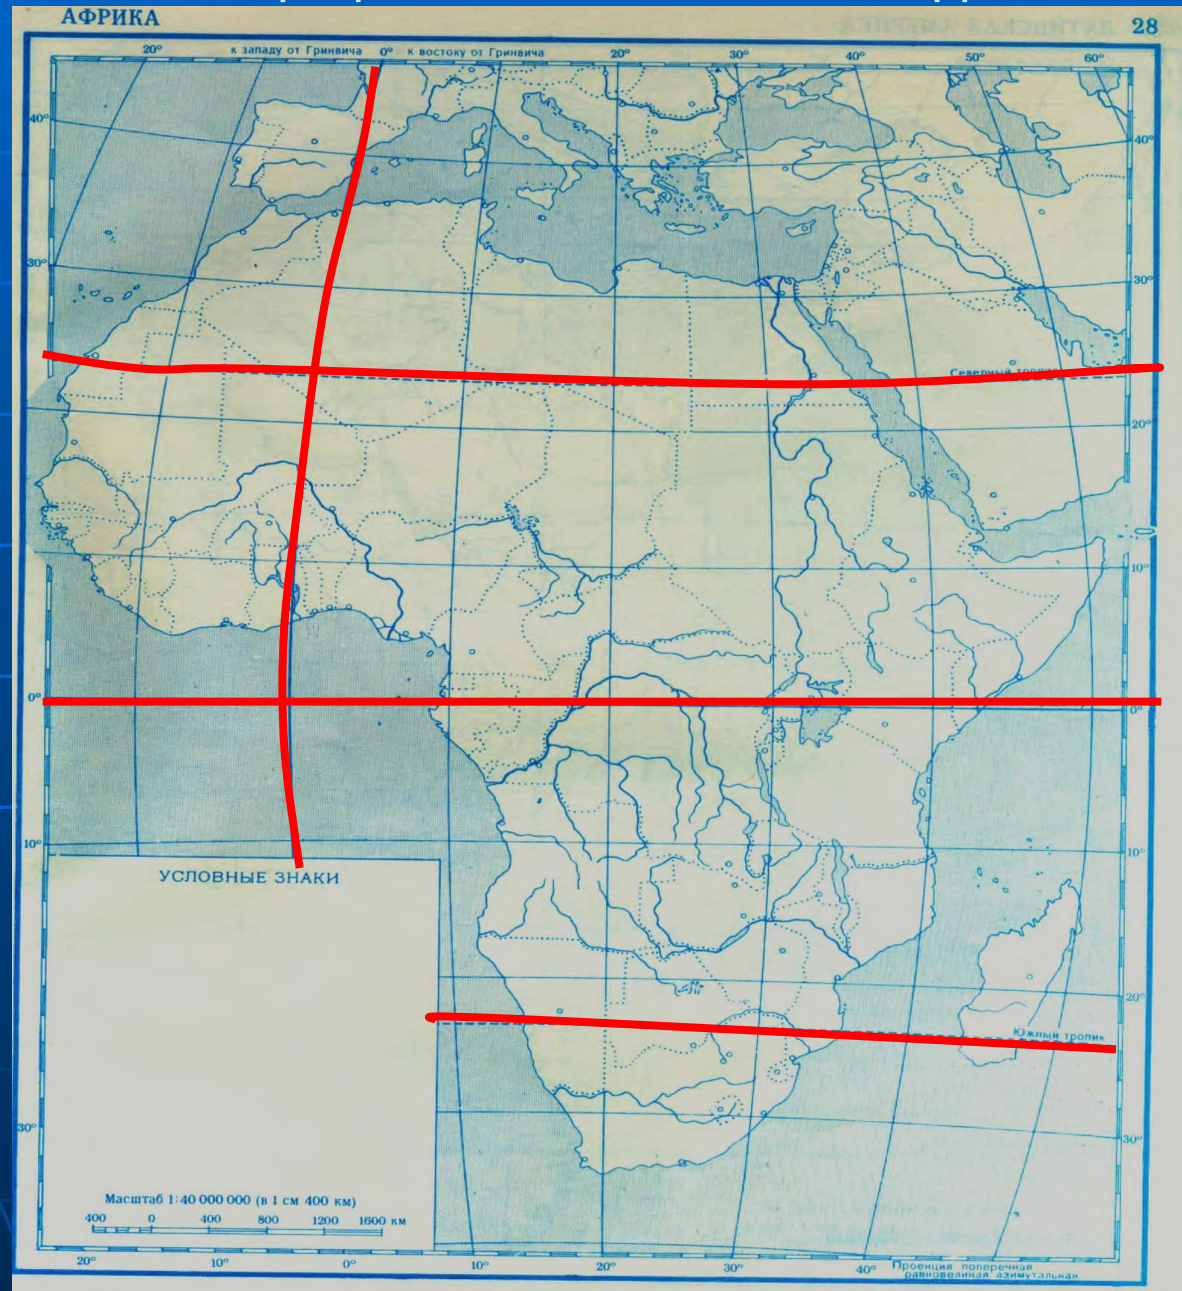 АФРИКА
28
20° к западу от Гринвича 0° к востоку от Гринвича 20° 30° 40° 50° 60°
40° 40°
30° 30°
Северный тропик
20°
10°
0° 0°
10° 10°
УСЛОВНЫЕ ЗНАКИ
20°
Южный тропик
30° 30°
Масштаб 1:40 000 000 (в 1 см 400 км)
400 0 400 800 1200 1600 км
20° 10° 0° 10° 20° 30° 40°
Проекция поперечная
равновеликая азимутальная